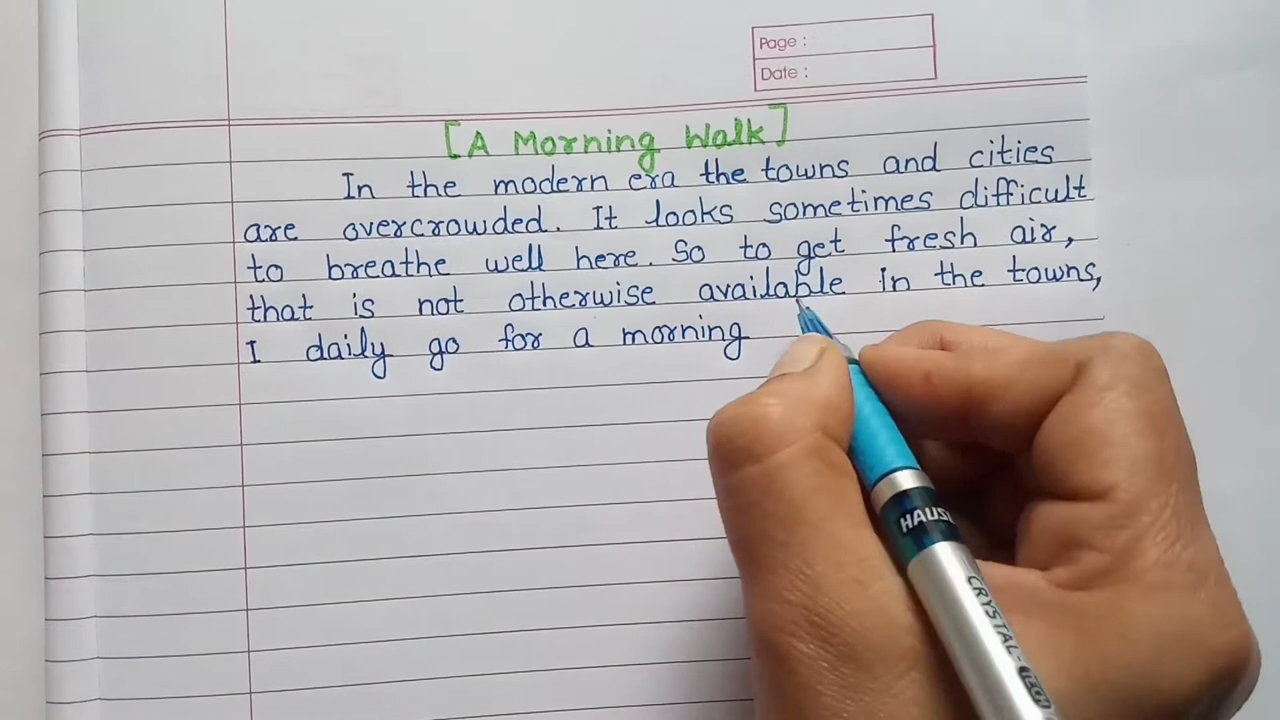 Page :
Date :
[A Morning Walk]
In the modern era the towns and cities
are overcrowded. It looks sometimes difficult
to breathe well here. So to get fresh air,
that is not otherwise available in the towns,
I daily go for a morning
HAUS
CRYSTAL-